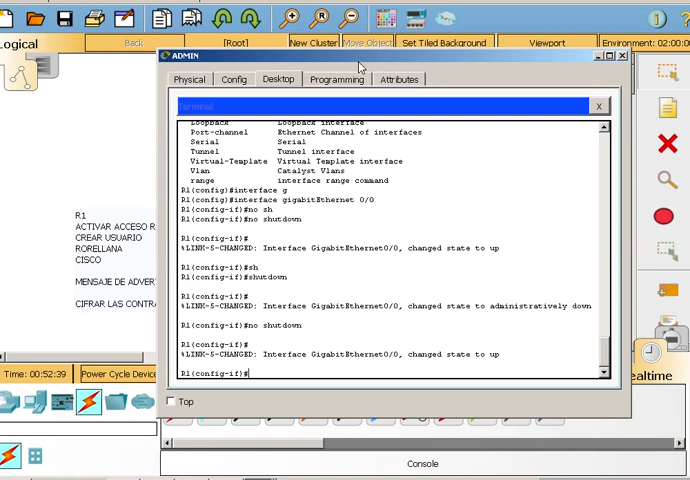 Logical
Back
[Root]
New Cluster
Move Object
Set Tiled Background
Viewport
Environment: 02:00:0
ADMIN
Physical
Config
Desktop
Programming
Attributes
Terminal
X
Loopback Loopback interface
Port-channel Ethernet Channel of interfaces
Serial Serial
Tunnel Tunnel interface
Virtual-Template Virtual Template interface
Vlan Catalyst Vlans
range interface range command
R1(config)#interface g
R1(config)#interface gigabitEthernet 0/0
R1(config-if)#no sh
R1(config-if)#no shutdown
R1(config-if)#
%LINK-5-CHANGED: Interface GigabitEthernet0/0, changed state to up
R1(config-if)#sh
R1(config-if)#shutdown
R1(config-if)#
%LINK-5-CHANGED: Interface GigabitEthernet0/0, changed state to administratively down
R1(config-if)#no shutdown
R1(config-if)#
%LINK-5-CHANGED: Interface GigabitEthernet0/0, changed state to up
R1(config-if)#
Top
R1
ACTIVAR ACCESO R
CREAR USUARIO
RORELLANA
CISCO
MENSAJE DE ADVER
CIFRAR LAS CONTRA
Time: 00:52:39
Power Cycle Device
ealtime
Console